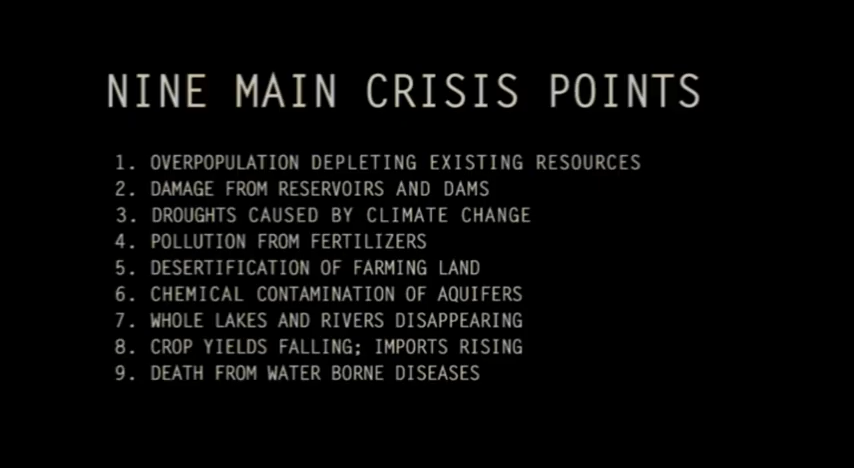 NINE MAIN CRISIS POINTS
1. OVERPOPULATION DEPLETING EXISTING RESOURCES
2. DAMAGE FROM RESERVOIRS AND DAMS
3. DROUGHTS CAUSED BY CLIMATE CHANGE
4. POLLUTION FROM FERTILIZERS
5. DESERTIFICATION OF FARMING LAND
6. CHEMICAL CONTAMINATION OF AQUIFERS
7. WHOLE LAKES AND RIVERS DISAPPEARING
8. CROP YIELDS FALLING; IMPORTS RISING
9. DEATH FROM WATER BORNE DISEASES